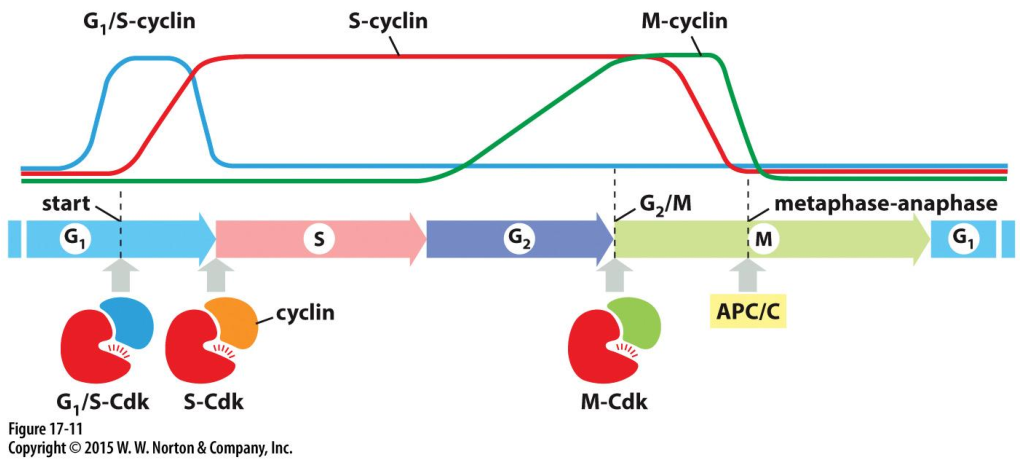 G₁/S-cyclin S-cyclin M-cyclin
start G₂/M metaphase-anaphase
G₁ S G₂ M G₁
cyclin APC/C
G₁/S-Cdk S-Cdk M-Cdk
Figure 17-11
Copyright © 2015 W. W. Norton & Company, Inc.